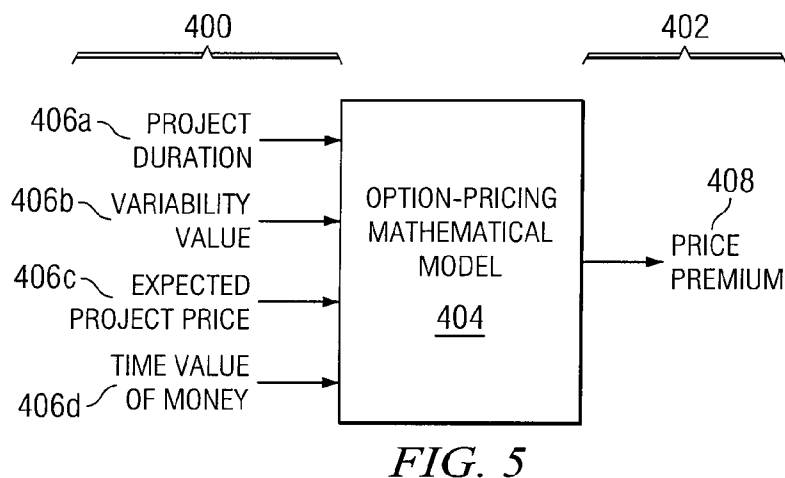 400
402
406a
PROJECT
DURATION
406b
VARIABILITY
VALUE
406c
EXPECTED
PROJECT PRICE
406d
TIME VALUE
OF MONEY
OPTION-PRICING
MATHEMATICAL
MODEL
404
408
PRICE
PREMIUM
FIG. 5